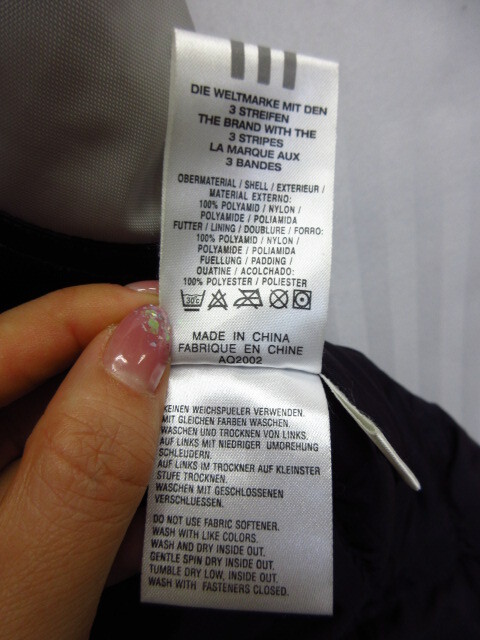 DIE WELTMARKE MIT DEN
3 STREIFEN
THE BRAND WITH THE
3 STRIPES
LA MARQUE AUX
3 BANDES
OBERMATERIAL / SHELL / EXTERIEUR /
MATERIAL EXTERNO:
100% POLYAMID / NYLON /
POLYAMIDE / POLIAMIDA
FUTTER / LINING / DOUBLURE / FORRO:
100% POLYAMID / NYLON /
POLYAMIDE / POLIAMIDA
FUELLUNG / PADDING /
OUATINE / ACOLCHADO:
100% POLYESTER / POLIESTER
30°C
MADE IN CHINA
FABRIQUE EN CHINE
AQ2002
KEINEN WEICHSPUELER VERWENDEN.
MIT GLEICHEN FARBEN WASCHEN.
WASCHEN UND TROCKNEN VON LINKS.
AUF LINKS MIT NIEDRIGER UMDREHUNG
SCHLEUDERN.
AUF LINKS IM TROCKNER AUF KLEINSTER
STUFE TROCKNEN.
WASCHEN MIT GESCHLOSSENEN
VERSCHLUESSEN.
DO NOT USE FABRIC SOFTENER.
WASH WITH LIKE COLORS.
WASH AND DRY INSIDE OUT.
GENTLE SPIN DRY INSIDE OUT.
TUMBLE DRY LOW, INSIDE OUT.
WASH WITH FASTENERS CLOSED.